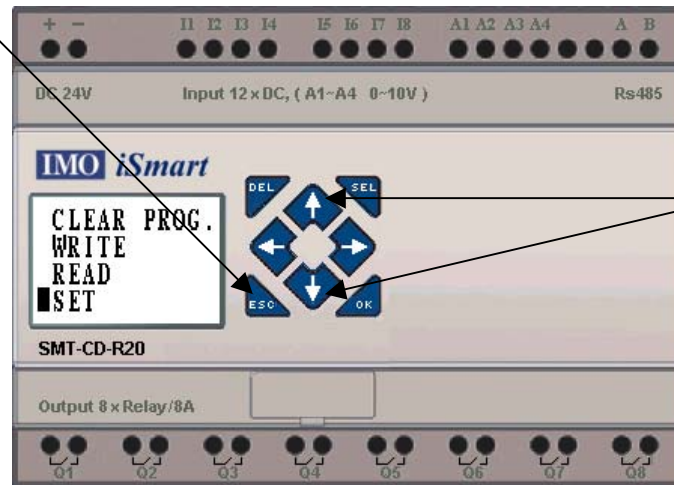 + - I1 I2 I3 I4 I5 I6 I7 I8 A1 A2 A3 A4 A B
DC 24V Input 12×DC, ( A1~A4 0~10V ) Rs485
IMO iSmart
DEL SEL
CLEAR PROG.
WRITE
READ
SET
ESC OK
SMT-CD-R20
Output 8×Relay/8A
Q1 Q2 Q3 Q4 Q5 Q6 Q7 Q8